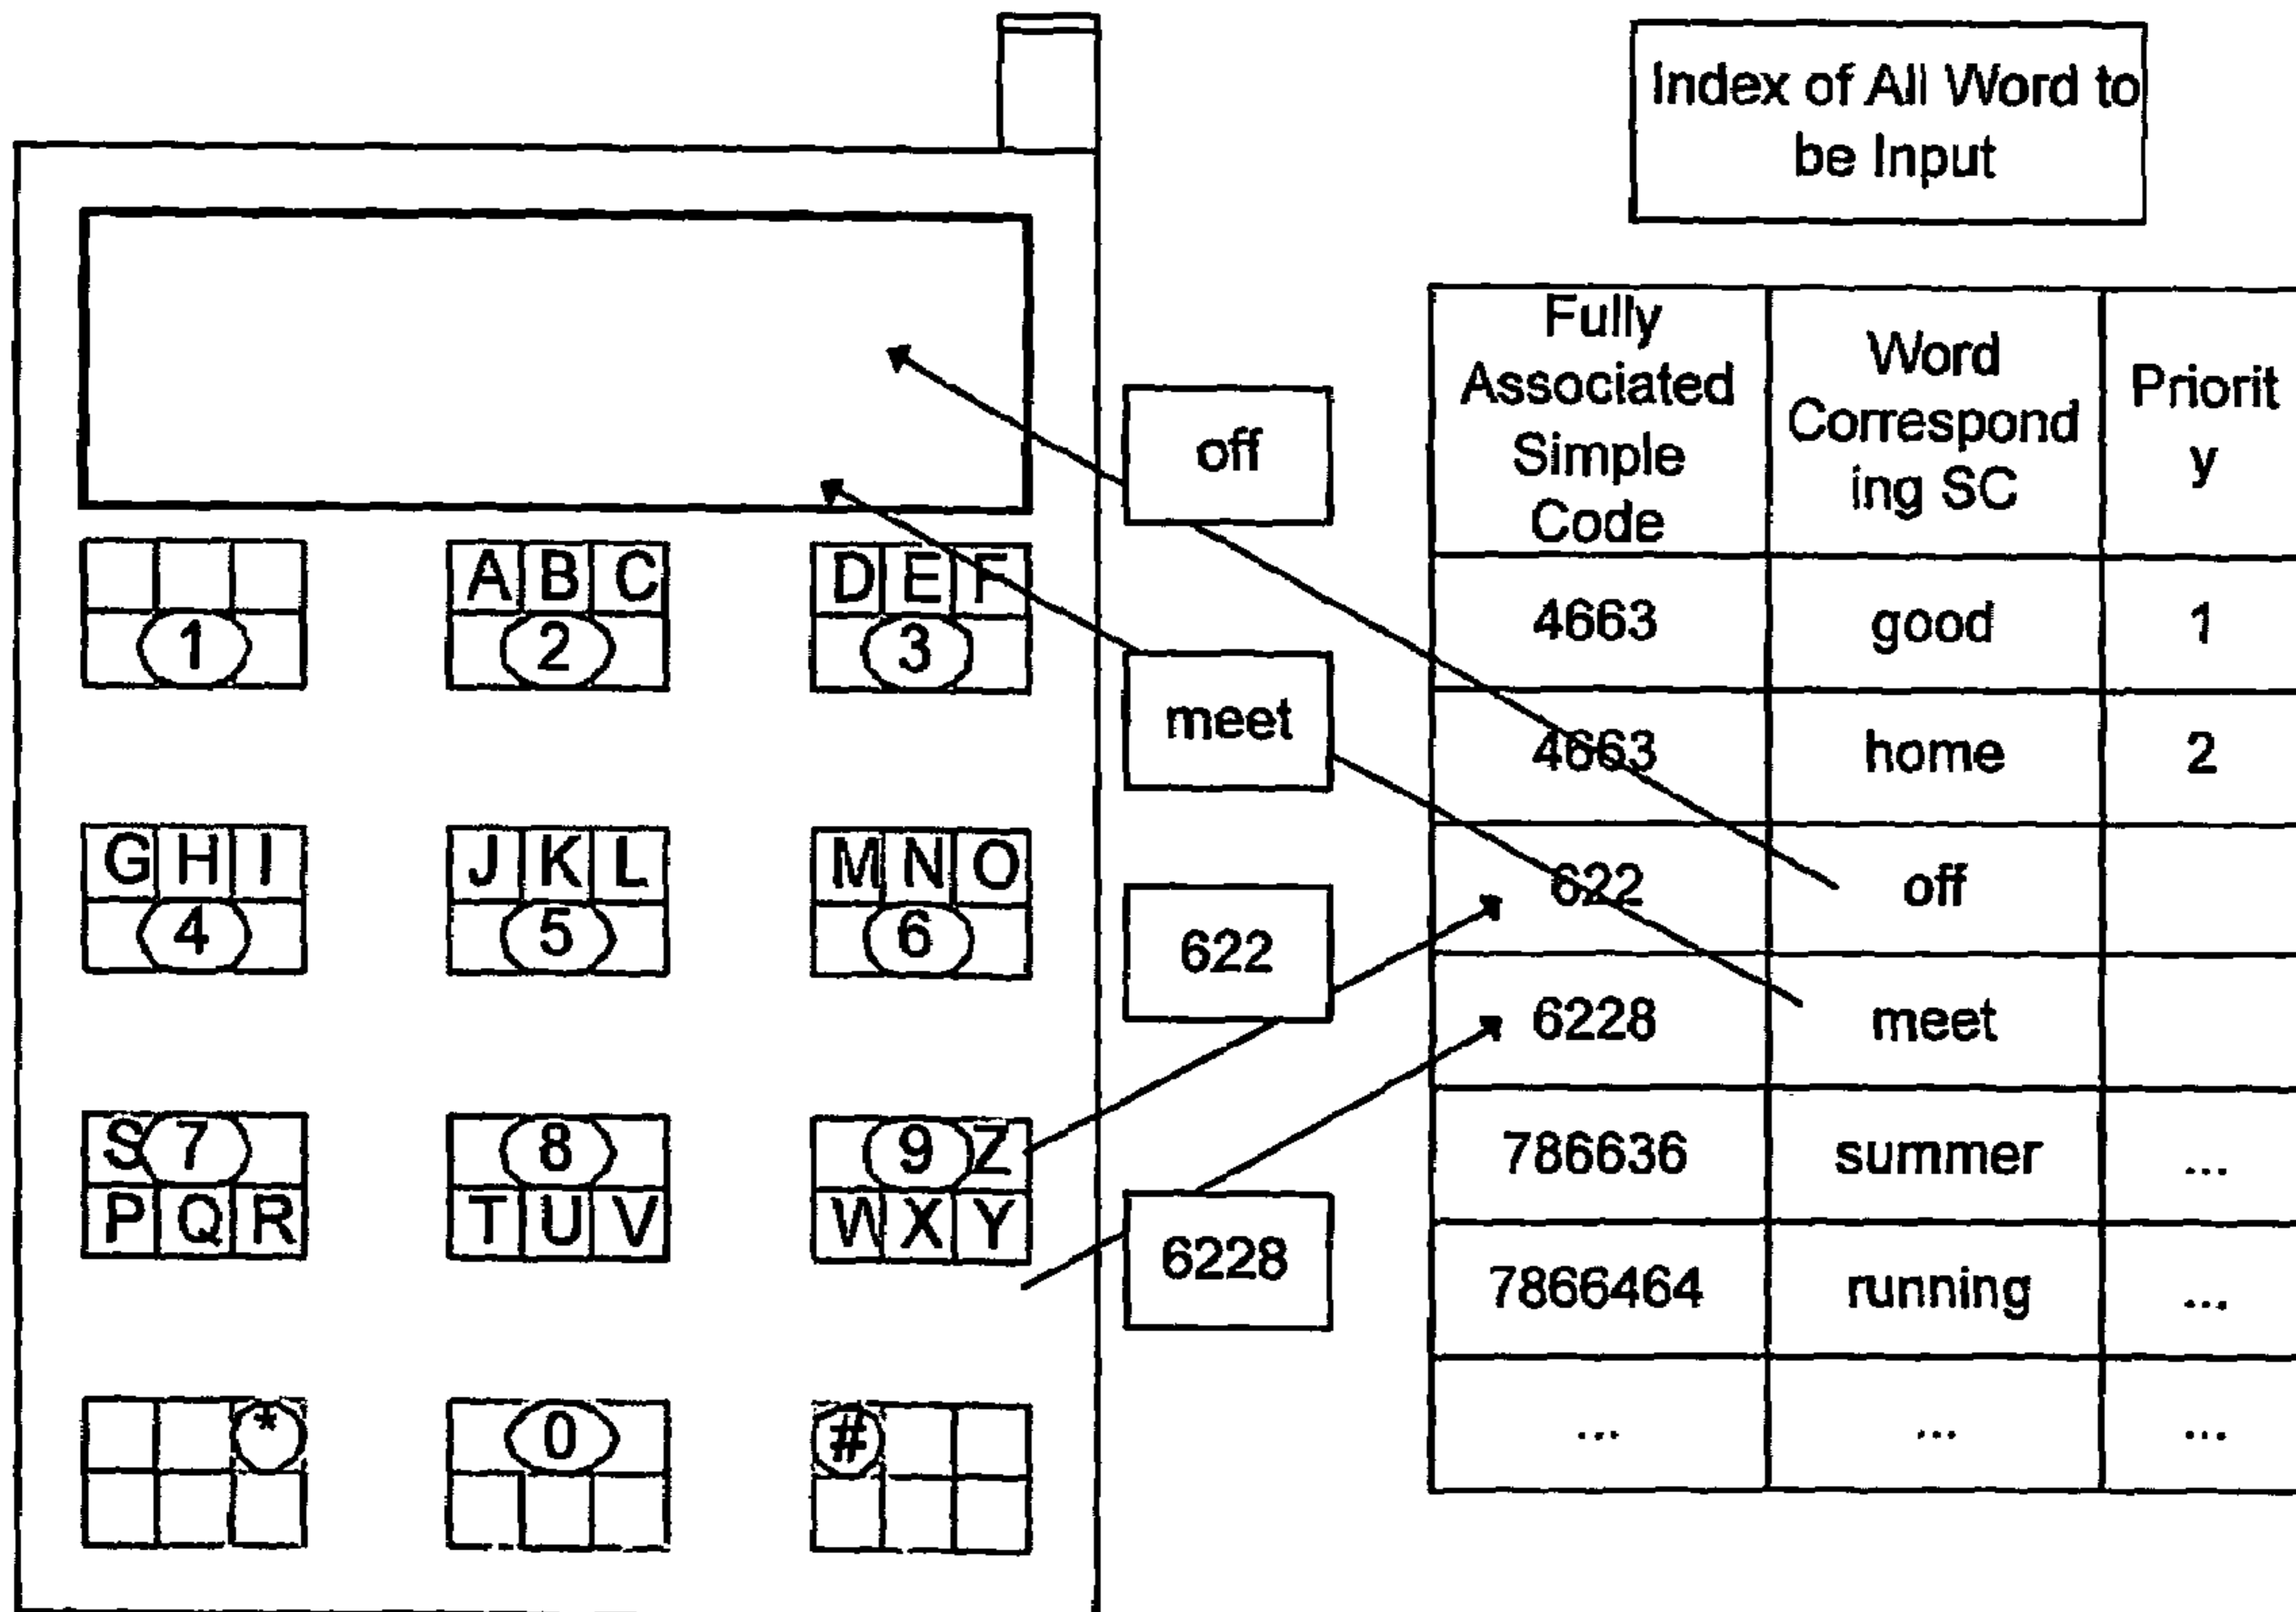 Index of All Word to
be Input
off
meet
622
6228
A B C
D E F
1
2
3
G H I
J K L
M N O
4
5
6
S 7
8
9 Z
P Q R
T U V
W X Y
*
0
#
Fully
Associated
Simple
Code
Word
Correspond
ing SC
Priorit
y
4663 good 1
4663 home 2
622 off
6228 meet
786636 summer ...
7866464 running ...
... ... ...